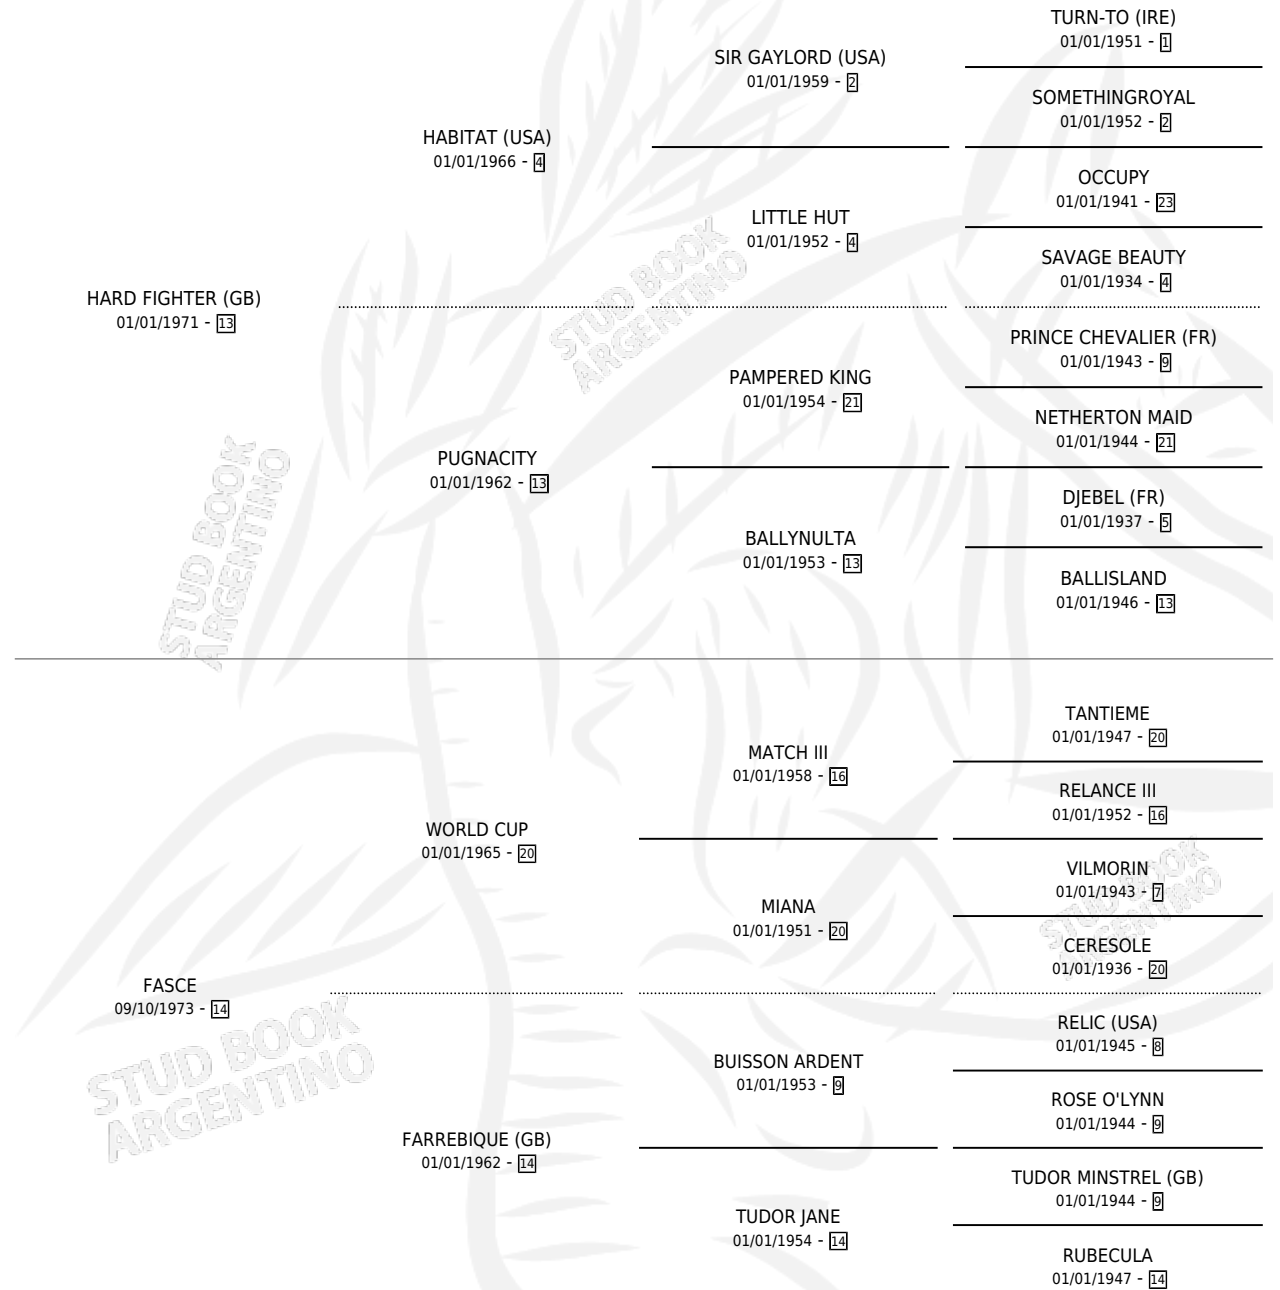 TURN-TO (IRE)
01/01/1951 - 1
SIR GAYLORD (USA)
01/01/1959 - 2
SOMETHINGROYAL
01/01/1952 - 2
HABITAT (USA)
01/01/1966 - 4
OCCUPY
01/01/1941 - 23
LITTLE HUT
01/01/1952 - 4
SAVAGE BEAUTY
01/01/1934 - 4
HARD FIGHTER (GB)
01/01/1971 - 13
PRINCE CHEVALIER (FR)
01/01/1943 - 9
PAMPERED KING
01/01/1954 - 21
NETHERTON MAID
01/01/1944 - 21
PUGNACITY
01/01/1962 - 13
DJEBEL (FR)
01/01/1937 - 5
BALLYNULTA
01/01/1953 - 13
BALLISLAND
01/01/1946 - 13
STUD BOOK
ARGENTINO
STUD BOOK
ARGENTINO
TANTIEME
01/01/1947 - 20
MATCH III
01/01/1958 - 16
RELANCE III
01/01/1952 - 16
WORLD CUP
01/01/1965 - 20
VILMORIN
01/01/1943 - 7
MIANA
01/01/1951 - 20
CERESOLE
01/01/1936 - 20
FASCE
09/10/1973 - 14
RELIC (USA)
01/01/1945 - 8
BUISSON ARDENT
01/01/1953 - 9
ROSE O'LYNN
01/01/1944 - 9
FARREBIQUE (GB)
01/01/1962 - 14
TUDOR MINSTREL (GB)
01/01/1944 - 9
TUDOR JANE
01/01/1954 - 14
RUBECULA
01/01/1947 - 14
STUD BOOK
ARGENTINO
STUD BOOK
ARGENTINO